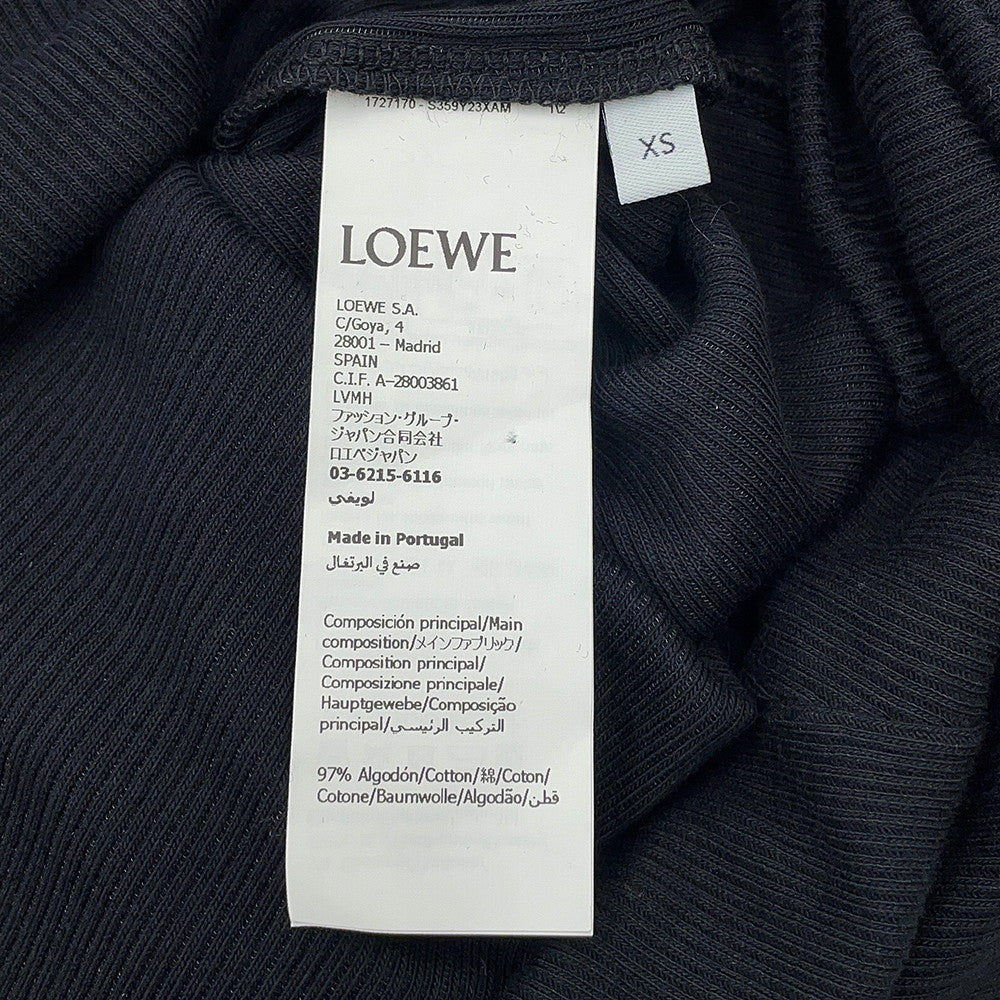 1727170 - S359Y23XAM 1\2
XS
LOEWE
LOEWE S.A.
C/Goya, 4
28001 – Madrid
SPAIN
C.I.F. A–28003861
LVMH
ファッション・グループ・
ジャパン合同会社
ロエベジャパン
03-6215-6116
لويفي
Made in Portugal
صنع في البرتغال
Composición principal/Main
composition/メインファブリック/
Composition principal/
Composizione principale/
Hauptgewebe/Composição
principal/التركيب الرئيسي
97% Algodón/Cotton/綿/Coton/
Cotone/Baumwolle/Algodão/قطن